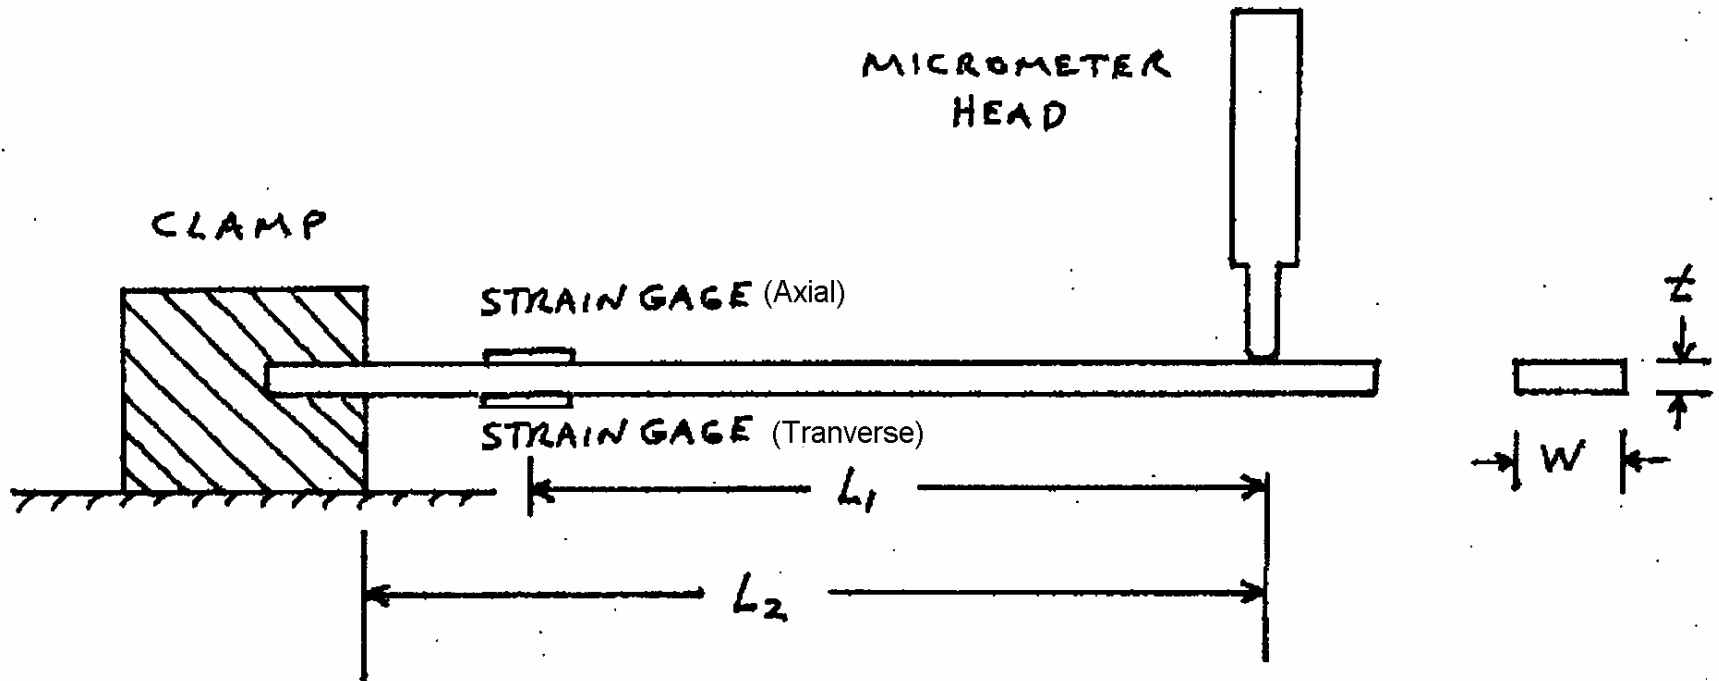 MICROMETER
HEAD
CLAMP
STRAIN GAGE (Axial)
t
STRAIN GAGE (Tranverse)
W
L1
L2